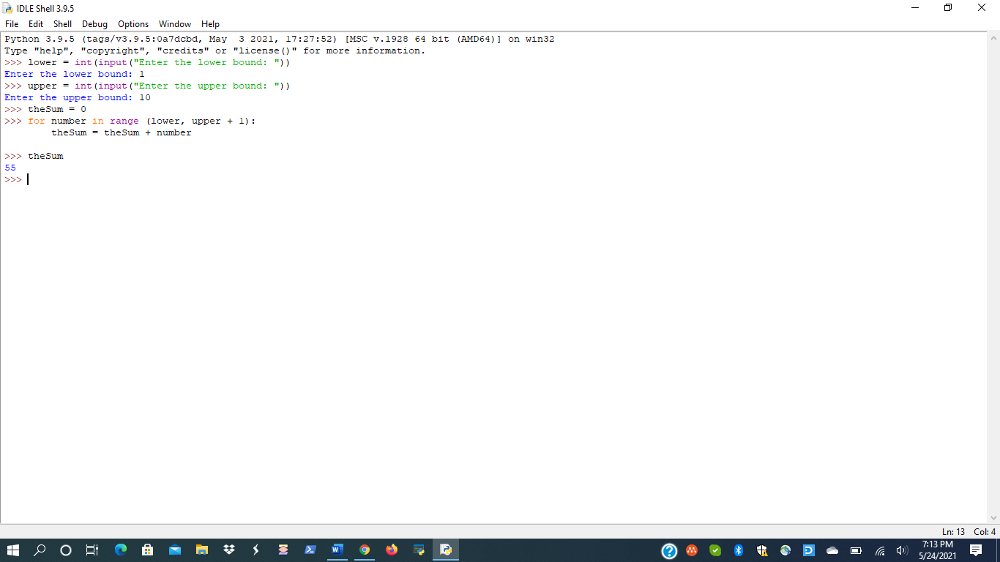 IDLE Shell 3.9.5
File Edit Shell Debug Options Window Help
Python 3.9.5 (tags/v3.9.5:0a7dcbd, May  3 2021, 17:27:52) [MSC v.1928 64 bit (AMD64)] on win32
Type "help", "copyright", "credits" or "license()" for more information.
>>> lower = int(input("Enter the lower bound: "))
Enter the lower bound: 1
>>> upper = int(input("Enter the upper bound: "))
Enter the upper bound: 10
>>> theSum = 0
>>> for number in range (lower, upper + 1):
        theSum = theSum + number
>>> theSum
55
>>>
Ln: 13 Col: 4
7:13 PM
5/24/2021